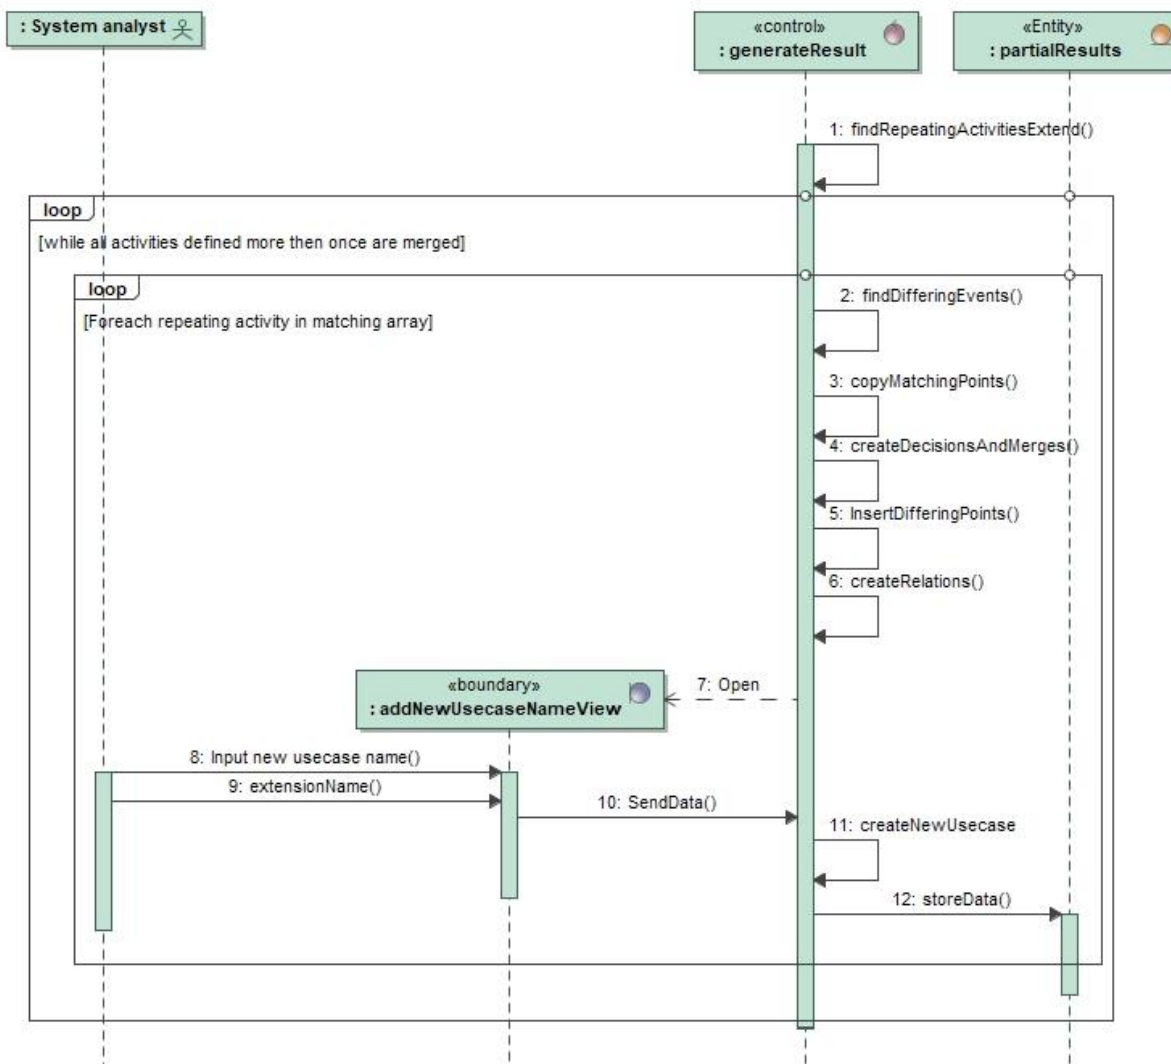 : System analyst
«control»
: generateResult
«Entity»
: partialResults
1: findRepeatingActivitiesExtend()
loop
[while all activities defined more then once are merged]
loop
[Foreach repeating activity in matching array]
2: findDifferingEvents()
3: copyMatchingPoints()
4: createDecisionsAndMerges()
5: InsertDifferingPoints()
6: createRelations()
«boundary»
: addNewUsecaseNameView
7: Open
8: Input new usecase name()
9: extensionName()
10: SendData()
11: createNewUsecase
12: storeData()